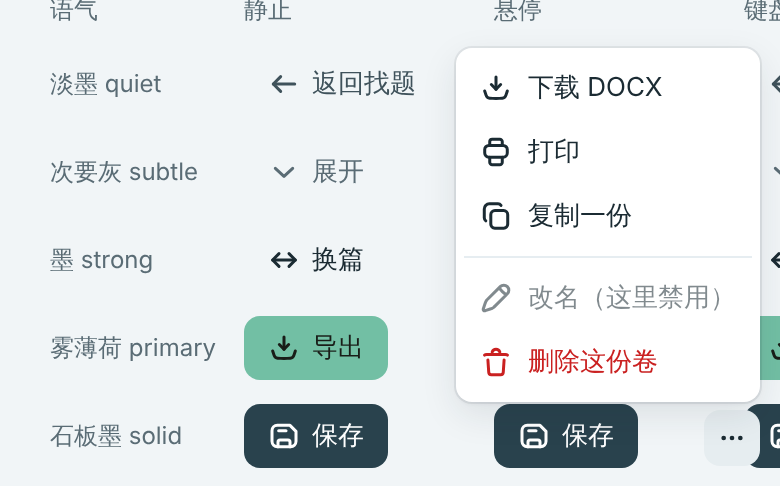 语气 静止 悬停 键盘
淡墨 quiet 返回找题
次要灰 subtle 展开
墨 strong 换篇
雾薄荷 primary 导出
石板墨 solid 保存 保存
下载 DOCX
打印
复制一份
改名（这里禁用）
删除这份卷